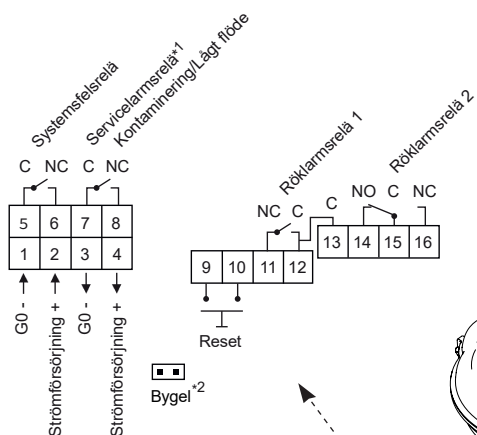 Systemsfelsrelä
Servicelarmsrelä*1
Kontaminering/Lågt flöde
C NC C NC
5 6 7 8
1 2 3 4
G0 -
Strömförsörjning +
G0 -
Strömförsörjning +
Röklarmsrelä 1
Röklarmsrelä 2
NC C C NO C NC
13 14 15 16
9 10 11 12
Reset
Bygel*2